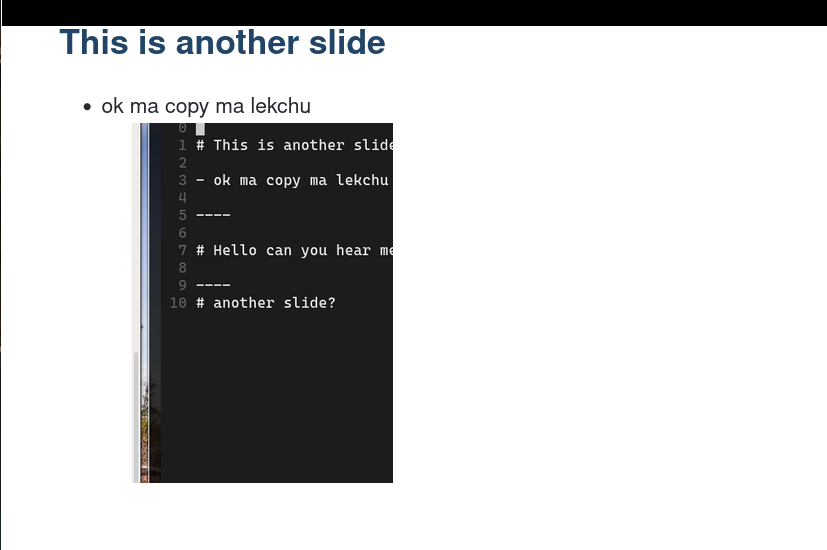 This is another slide
• ok ma copy ma lekchu
0
1 # This is another slide
2
3 - ok ma copy ma lekchu
4
5 ----
6
7 # Hello can you hear me
8
9 ----
10 # another slide?